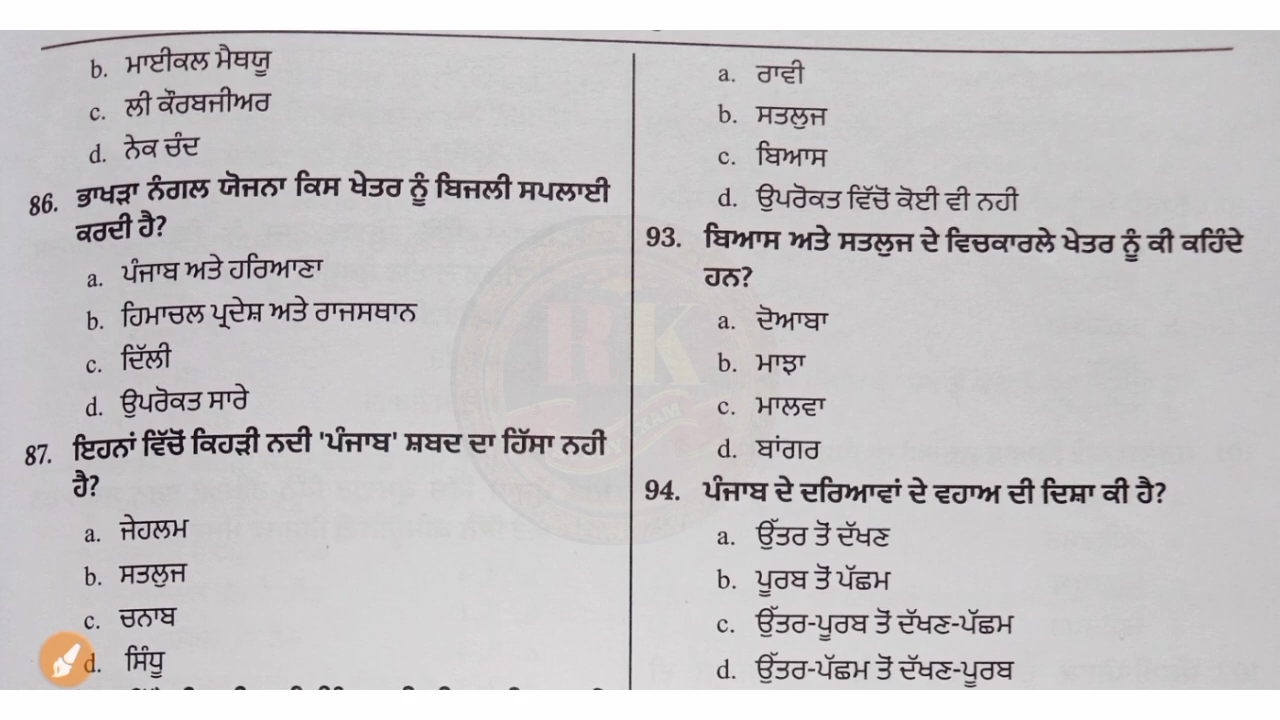 b. ਮਾਈਕਲ ਮੈਥਯੂ
c. ਲੀ ਕੌਰਬਜੀਅਰ
d. ਨੇਕ ਚੰਦ
86. ਭਾਖੜਾ ਨੰਗਲ ਯੋਜਨਾ ਕਿਸ ਖੇਤਰ ਨੂੰ ਬਿਜਲੀ ਸਪਲਾਈ
ਕਰਦੀ ਹੈ?
a. ਪੰਜਾਬ ਅਤੇ ਹਰਿਆਣਾ
b. ਹਿਮਾਚਲ ਪ੍ਰਦੇਸ਼ ਅਤੇ ਰਾਜਸਥਾਨ
c. ਦਿੱਲੀ
d. ਉਪਰੋਕਤ ਸਾਰੇ
87. ਇਹਨਾਂ ਵਿੱਚੋਂ ਕਿਹੜੀ ਨਦੀ 'ਪੰਜਾਬ' ਸ਼ਬਦ ਦਾ ਹਿੱਸਾ ਨਹੀ
ਹੈ?
a. ਜੇਹਲਮ
b. ਸਤਲੁਜ
c. ਚਨਾਬ
d. ਸਿੰਧੂ
a. ਰਾਵੀ
b. ਸਤਲੁਜ
c. ਬਿਆਸ
d. ਉਪਰੋਕਤ ਵਿੱਚੋਂ ਕੋਈ ਵੀ ਨਹੀ
93. ਬਿਆਸ ਅਤੇ ਸਤਲੁਜ ਦੇ ਵਿਚਕਾਰਲੇ ਖੇਤਰ ਨੂੰ ਕੀ ਕਹਿੰਦੇ
ਹਨ?
a. ਦੋਆਬਾ
b. ਮਾਝਾ
c. ਮਾਲਵਾ
d. ਬਾਂਗਰ
94. ਪੰਜਾਬ ਦੇ ਦਰਿਆਵਾਂ ਦੇ ਵਹਾਅ ਦੀ ਦਿਸ਼ਾ ਕੀ ਹੈ?
a. ਉੱਤਰ ਤੋਂ ਦੱਖਣ
b. ਪੂਰਬ ਤੋਂ ਪੱਛਮ
c. ਉੱਤਰ-ਪੂਰਬ ਤੋਂ ਦੱਖਣ-ਪੱਛਮ
d. ਉੱਤਰ-ਪੱਛਮ ਤੋਂ ਦੱਖਣ-ਪੂਰਬ
RK
EXAM